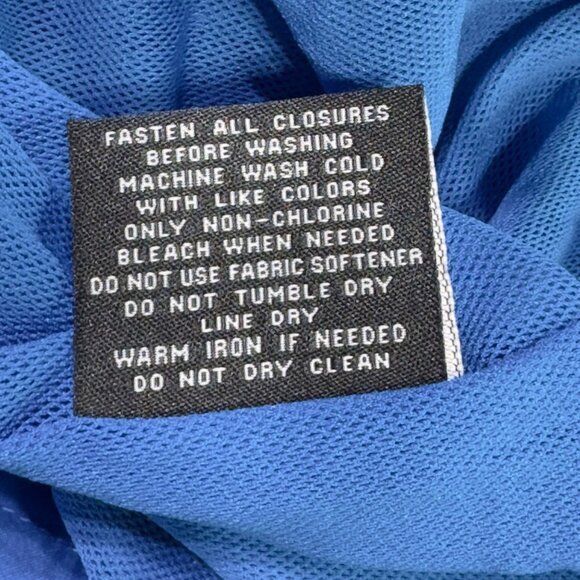 FASTEN ALL CLOSURES
BEFORE WASHING
MACHINE WASH COLD
WITH LIKE COLORS
ONLY NON-CHLORINE
BLEACH WHEN NEEDED
DO NOT USE FABRIC SOFTENER
DO NOT TUMBLE DRY
LINE DRY
WARM IRON IF NEEDED
DO NOT DRY CLEAN